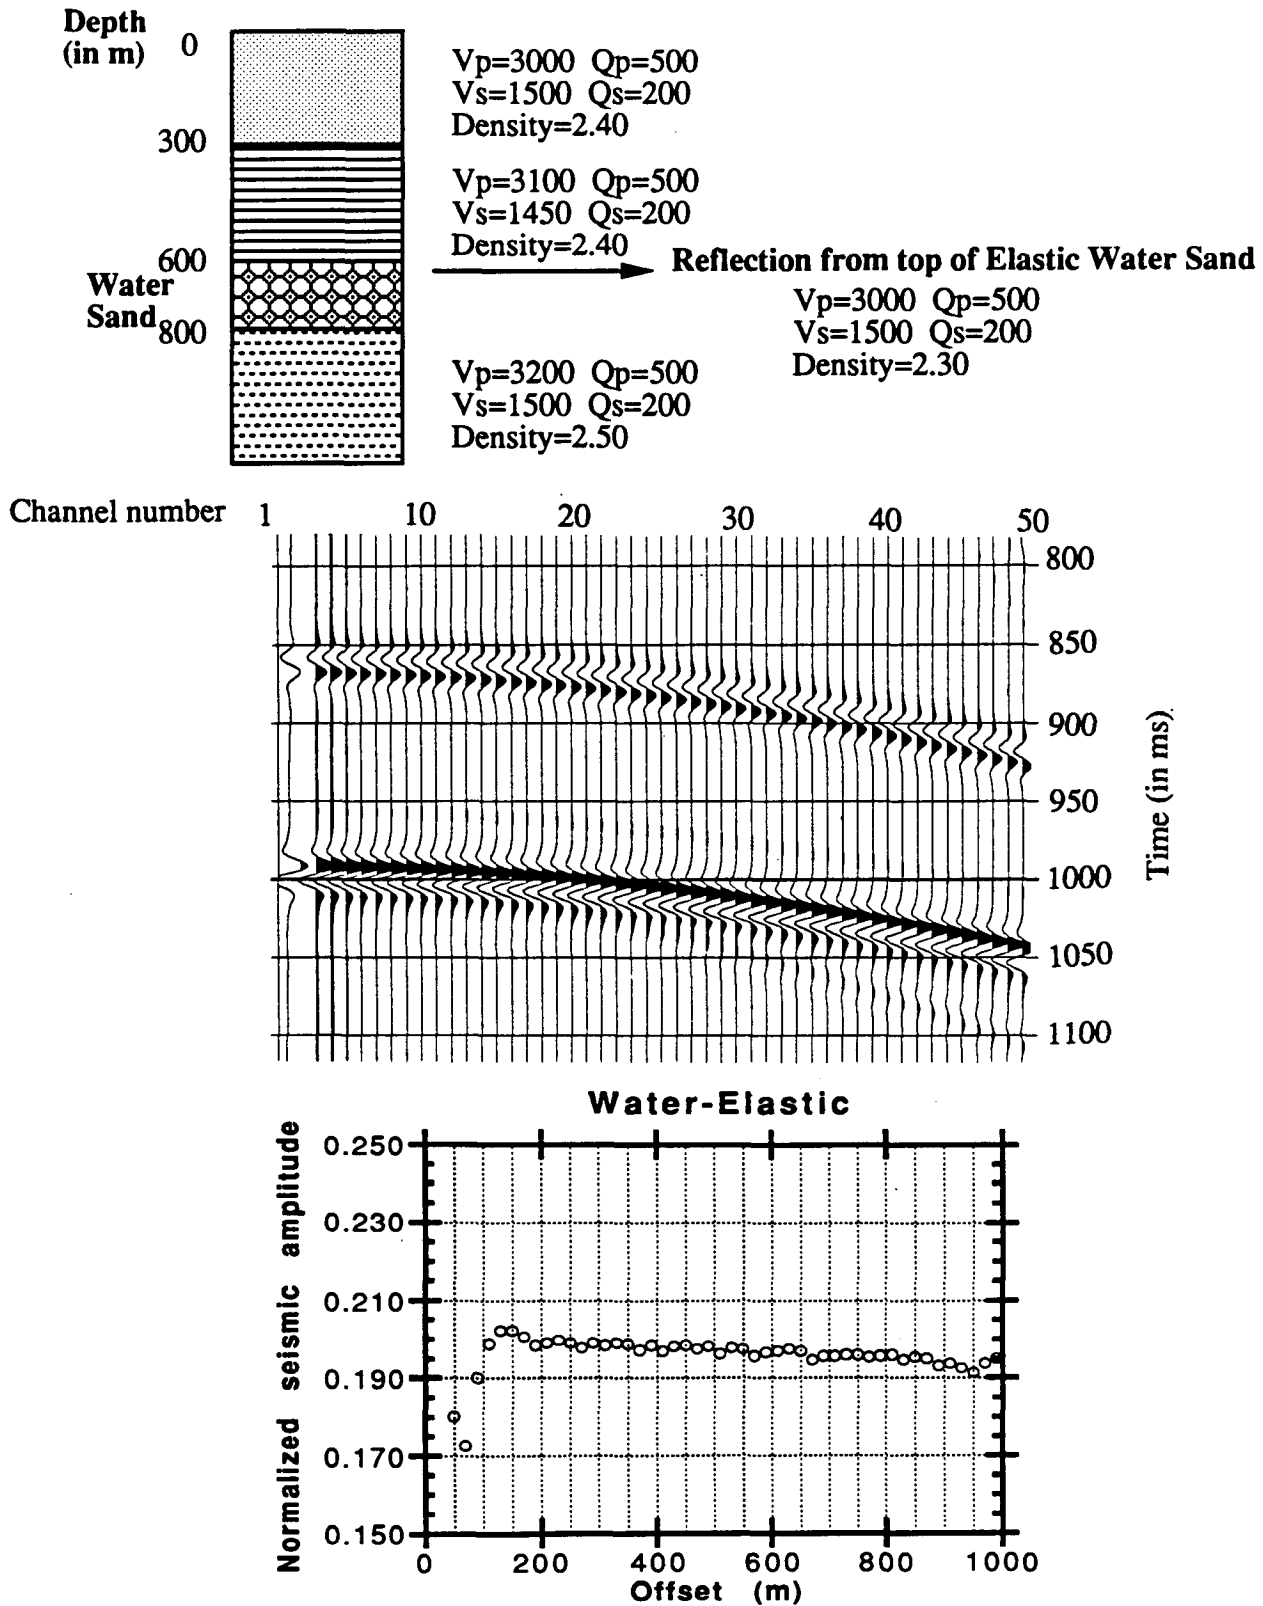 Depth
(in m)
0
Vp=3000 Qp=500
Vs=1500 Qs=200
Density=2.40
300
Vp=3100 Qp=500
Vs=1450 Qs=200
Density=2.40
600
Reflection from top of Elastic Water Sand
Water
Sand
Vp=3000 Qp=500
Vs=1500 Qs=200
Density=2.30
800
Vp=3200 Qp=500
Vs=1500 Qs=200
Density=2.50
Channel number 1 10 20 30 40 50
800
850
900
950
1000
1050
1100
Time (in ms)
Water-Elastic
Normalized seismic amplitude
0.250
0.230
0.210
0.190
0.170
0.150
0 200 400 600 800 1000
Offset (m)